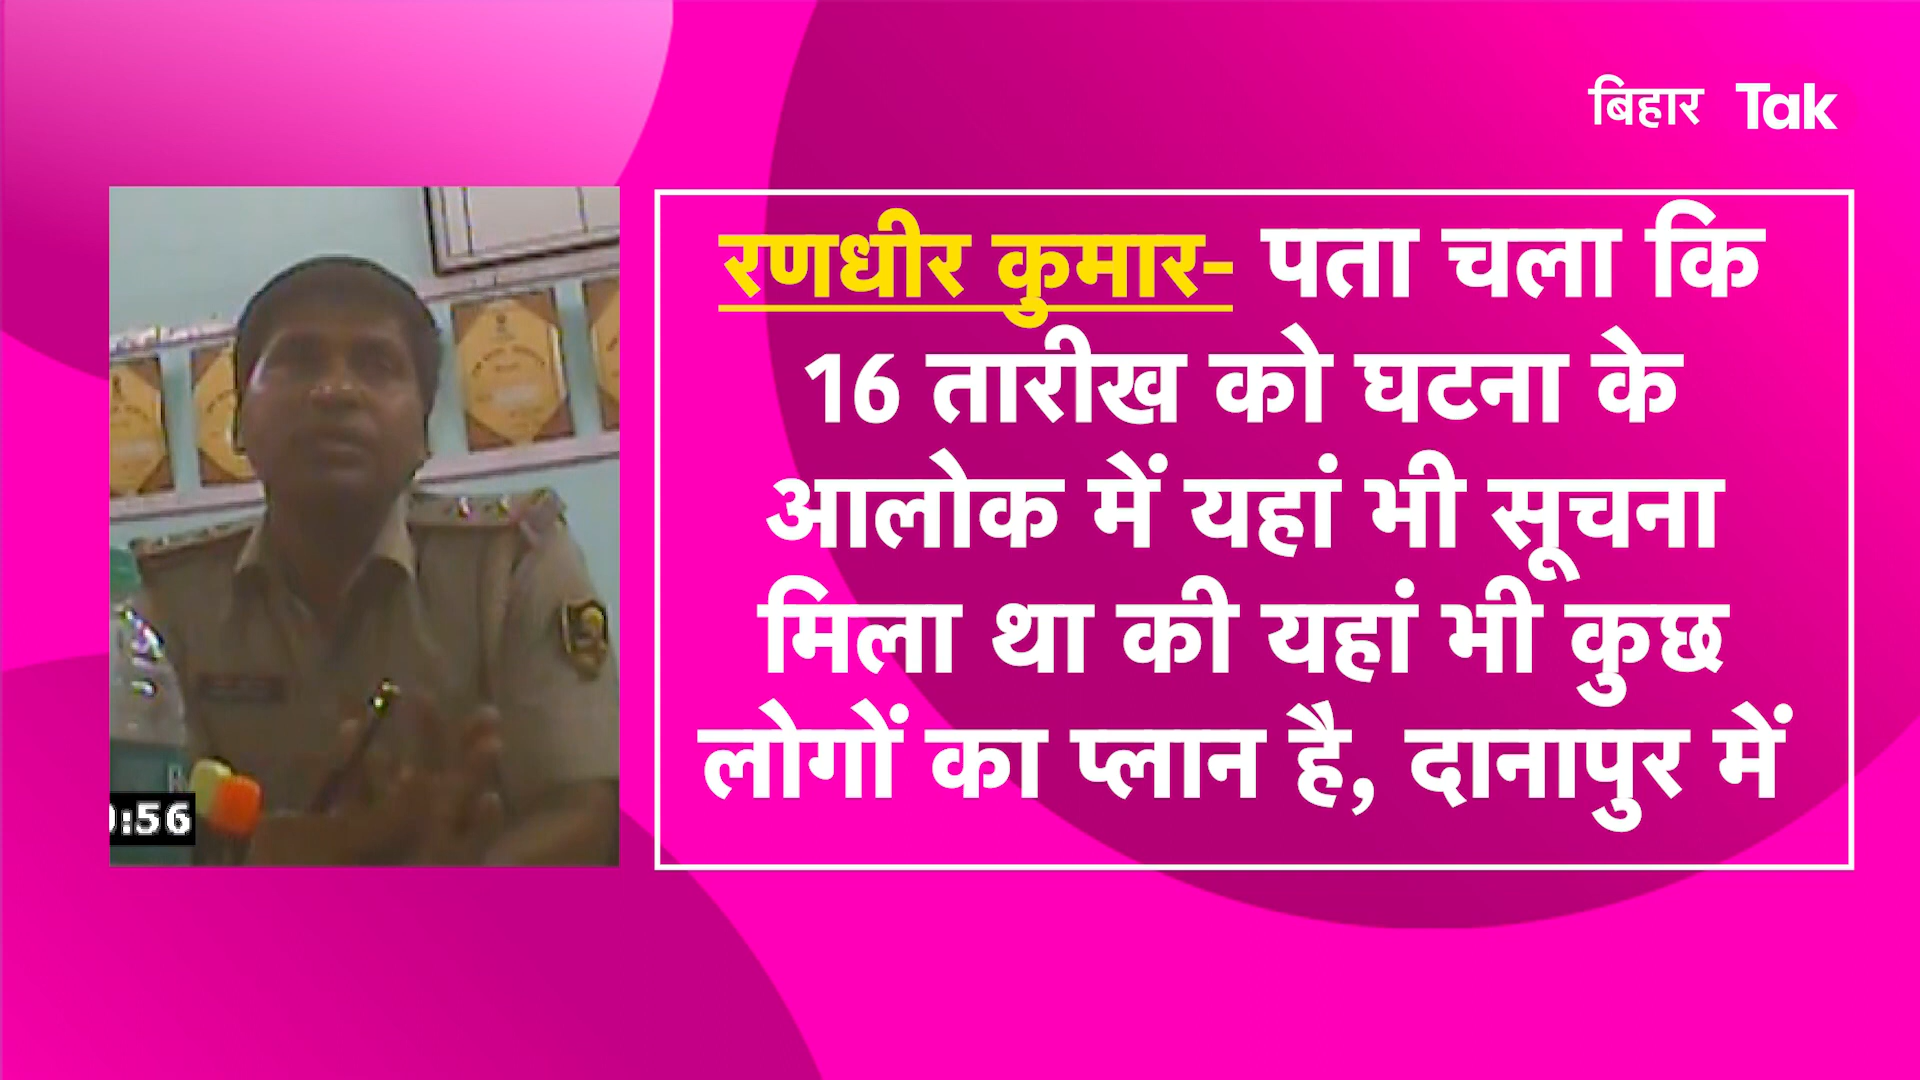 बिहार Tak
रणधीर कुमार- पता चला कि
16 तारीख को घटना के
आलोक में यहां भी सूचना
मिला था की यहां भी कुछ
लोगों का प्लान है, दानापुर में
:56